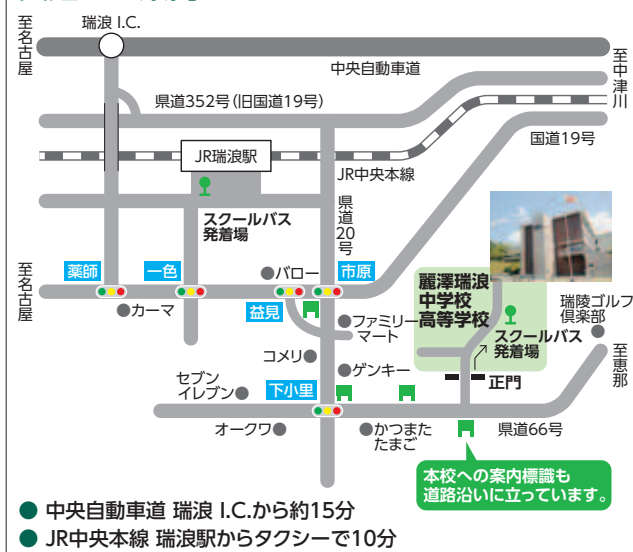 至名古屋
瑞浪 I.C.
中央自動車道
至中津川
県道352号(旧国道19号)
国道19号
JR瑞浪駅
JR中央本線
スクールバス
発着場
県道20号
至名古屋
薬師
一色
●バロー
市原
●カーマ
益見
●ファミリー
マート
麗澤瑞浪
中学校
高等学校
スクールバス
発着場
瑞陵ゴルフ
倶楽部
至恵那
コメリ●
●ゲンキー
正門
セブン
イレブン●
下小里
オークワ●
●かつまた
たまご
県道66号
本校への案内標識も
道路沿いに立っています。
● 中央自動車道 瑞浪 I.C.から約15分
● JR中央本線 瑞浪駅からタクシーで10分